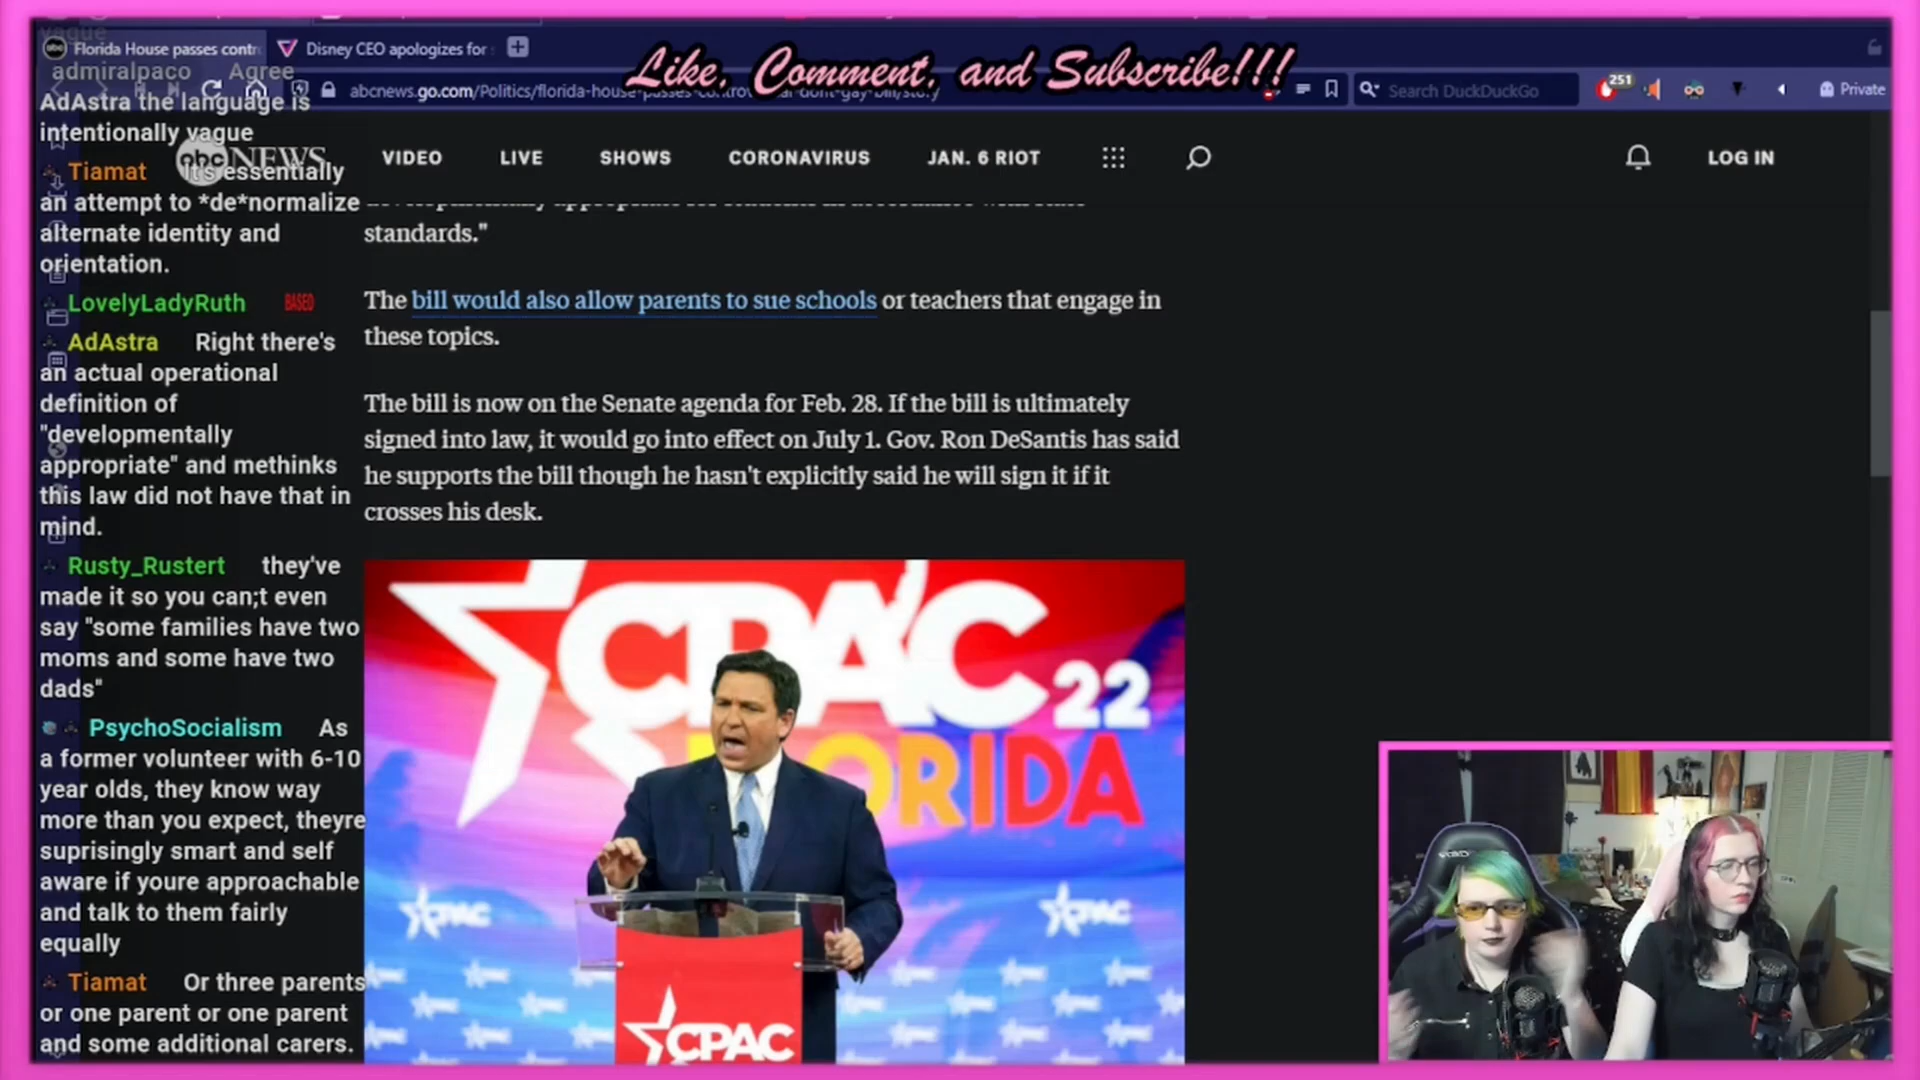 vague
Florida House passes contr
Disney CEO apologizes for
Like, Comment, and Subscribe!!!
admiralpaco Agree
AdAstra the language is
intentionally vague
abcnews.go.com/Politics/florida-house-passes-controv
dont-gay-bill/story
Search DuckDuckGo
251
Private
abc NEWS
VIDEO
LIVE
SHOWS
CORONAVIRUS
JAN. 6 RIOT
LOG IN
Tiamat it's essentially
an attempt to *de*normalize
alternate identity and
orientation.
LovelyLadyRuth BASED
AdAstra Right there's
an actual operational
definition of
"developmentally
appropriate" and methinks
this law did not have that in
mind.
Rusty_Rustert they've
made it so you can;t even
say "some families have two
moms and some have two
dads"
PsychoSocialism As
a former volunteer with 6-10
year olds, they know way
more than you expect, theyre
suprisingly smart and self
aware if youre approachable
and talk to them fairly
equally
Tiamat Or three parents
or one parent or one parent
and some additional carers.
standards."
The bill would also allow parents to sue schools or teachers that engage in
these topics.
The bill is now on the Senate agenda for Feb. 28. If the bill is ultimately
signed into law, it would go into effect on July 1. Gov. Ron DeSantis has said
he supports the bill though he hasn't explicitly said he will sign it if it
crosses his desk.
CPAC
22
FLORIDA
CPAC
CPAC
CPAC